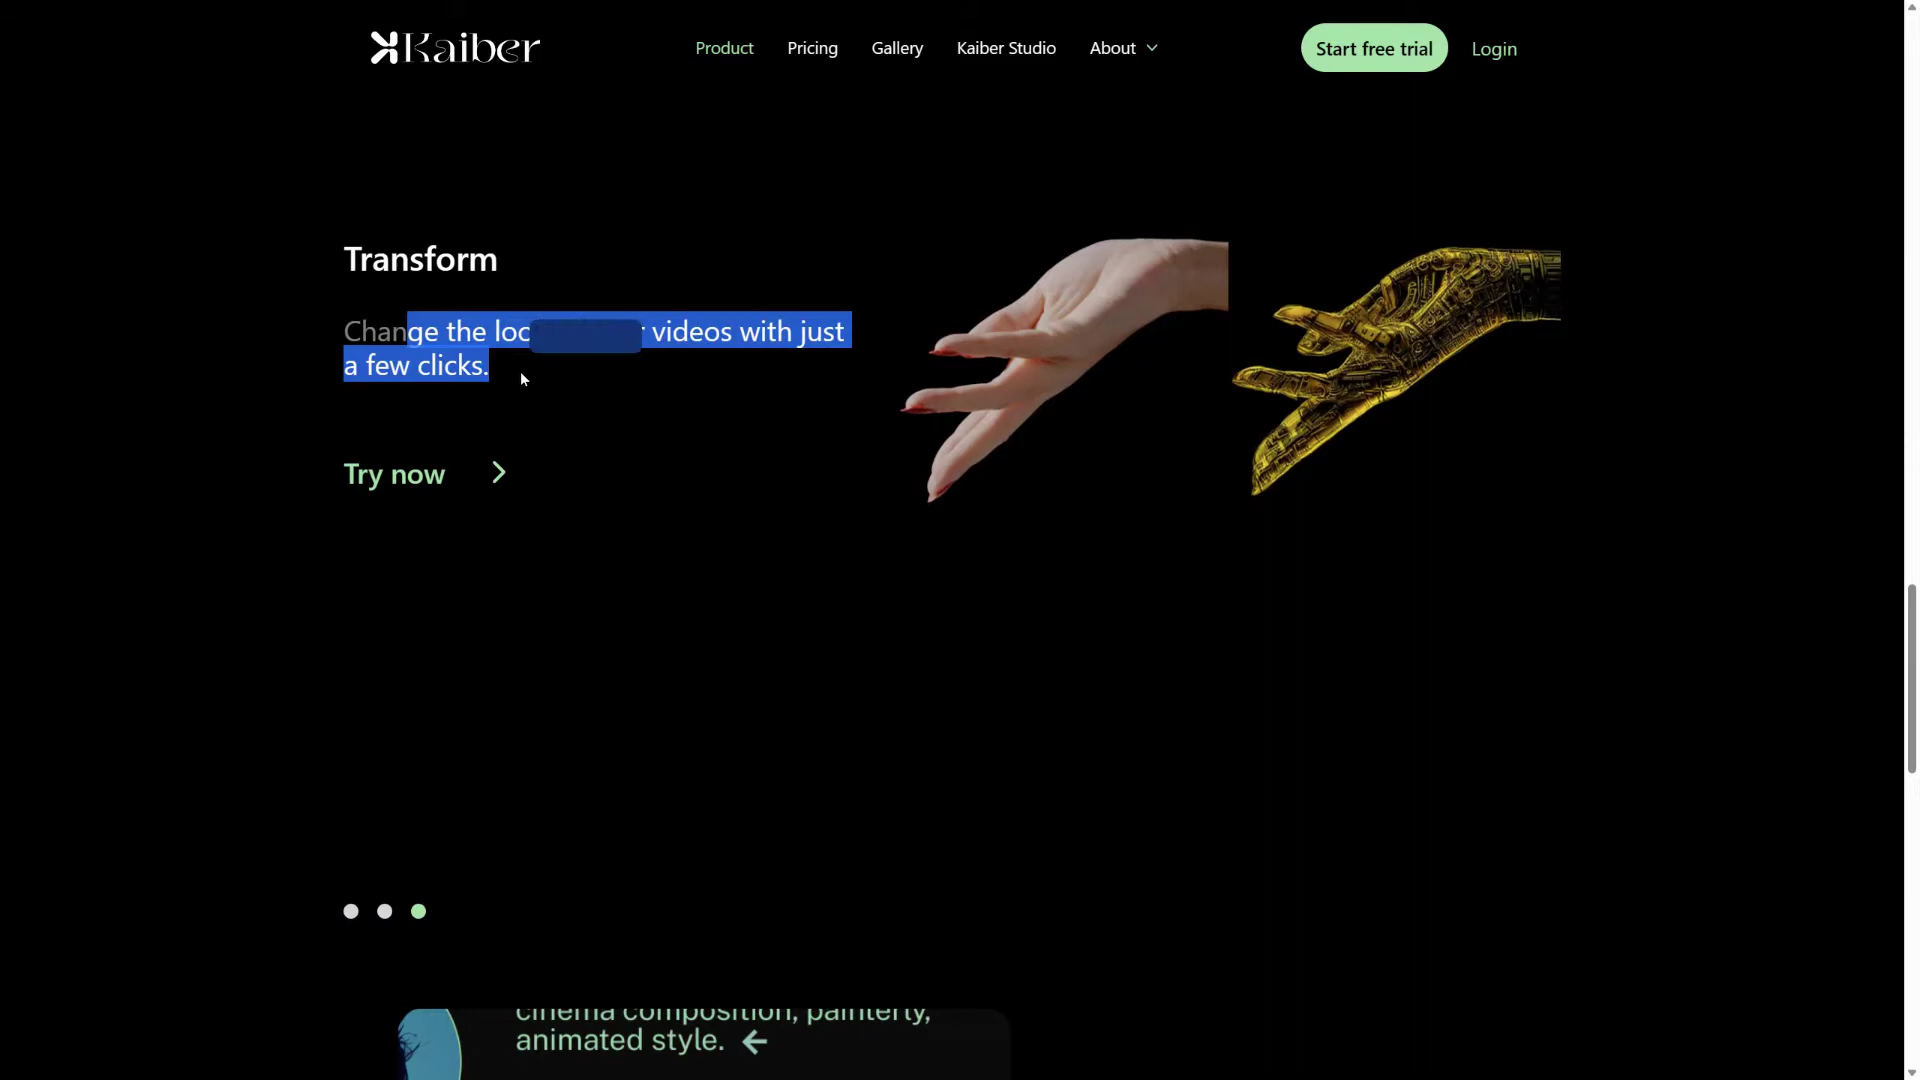 Kaiber
Product Pricing Gallery Kaiber Studio About
Start free trial Login
Transform
Change the videos with just
a few clicks.
Try now
cinema composition, painterly,
animated style.